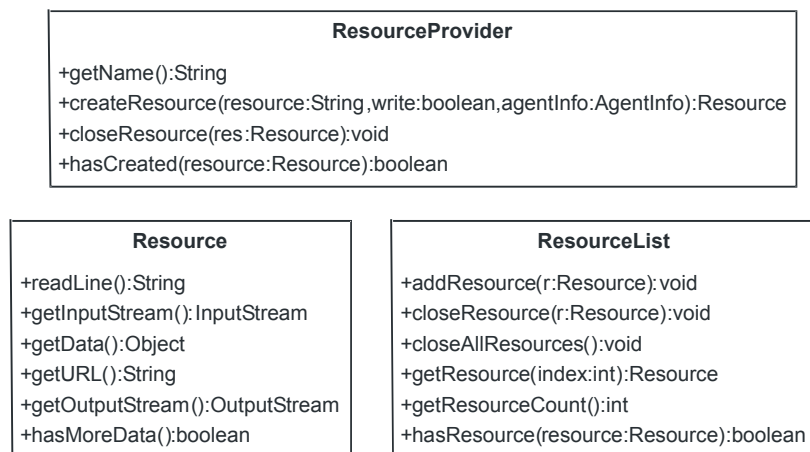 ResourceProvider
+getName():String
+createResource(resource:String,write:boolean,agentInfo:AgentInfo):Resource
+closeResource(res:Resource):void
+hasCreated(resource:Resource):boolean
Resource
+readLine():String
+getInputStream():InputStream
+getData():Object
+getURL():String
+getOutputStream():OutputStream
+hasMoreData():boolean
ResourceList
+addResource(r:Resource):void
+closeResource(r:Resource):void
+closeAllResources():void
+getResource(index:int):Resource
+getResourceCount():int
+hasResource(resource:Resource):boolean